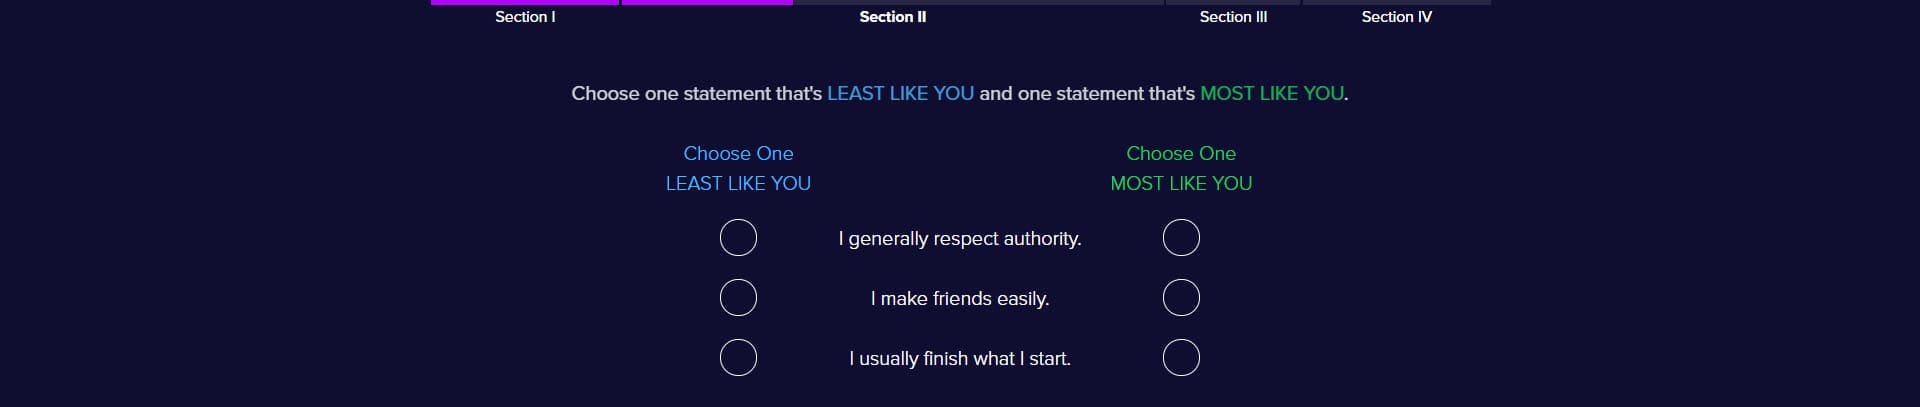 Section I
Section II
Section III
Section IV
Choose one statement that's LEAST LIKE YOU and one statement that's MOST LIKE YOU.
Choose One
LEAST LIKE YOU
Choose One
MOST LIKE YOU
I generally respect authority.
I make friends easily.
I usually finish what I start.